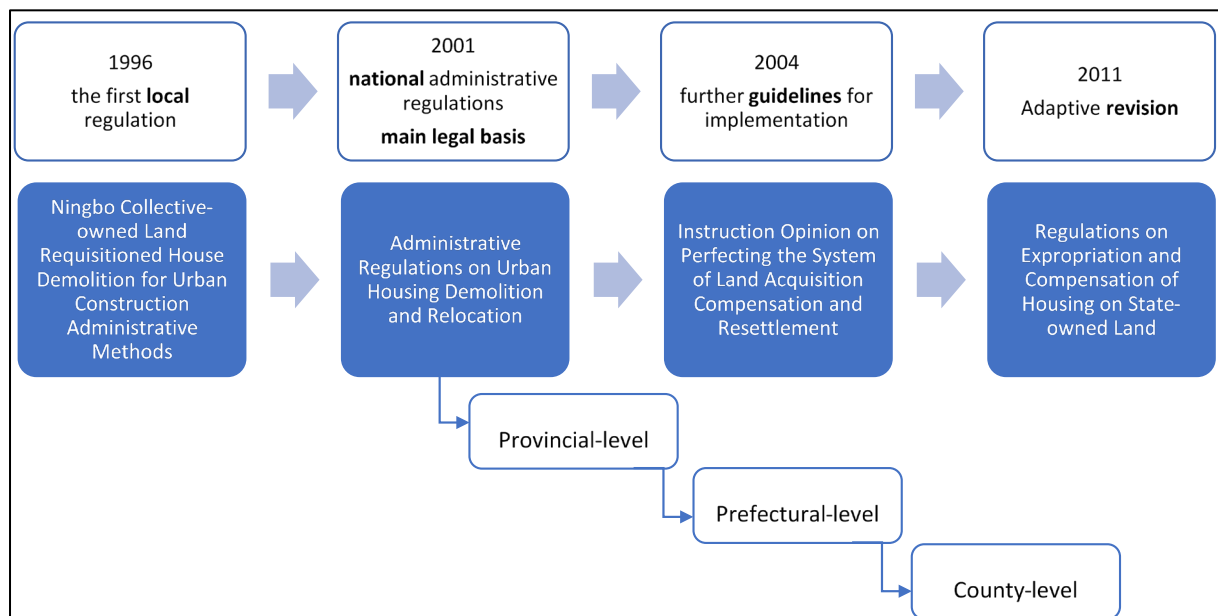 1996
the first local
regulation
2001
national administrative
regulations
main legal basis
2004
further guidelines for
implementation
2011
Adaptive revision
Ningbo Collective-
owned Land
Requisitioned House
Demolition for Urban
Construction
Administrative
Methods
Administrative
Regulations on Urban
Housing Demolition
and Relocation
Instruction Opinion on
Perfecting the System
of Land Acquisition
Compensation and
Resettlement
Regulations on
Expropriation and
Compensation of
Housing on State-
owned Land
Provincial-level
Prefectural-level
County-level